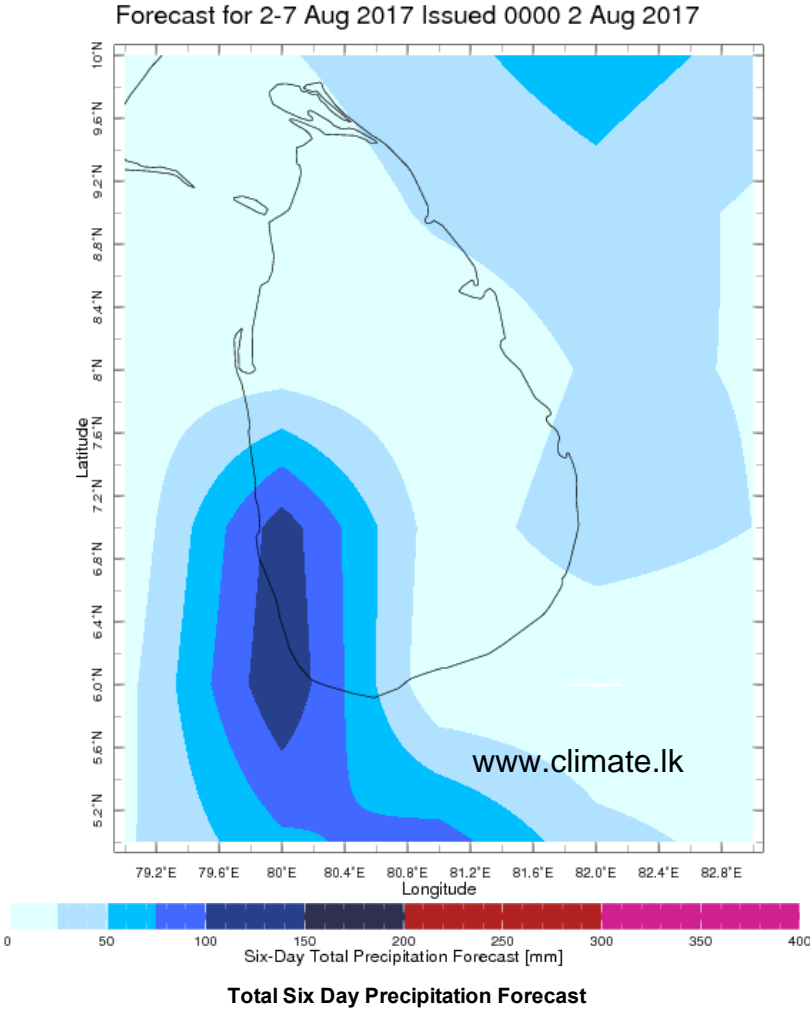 Forecast for 2-7 Aug 2017 Issued 0000 2 Aug 2017
10°N
9.6°N
9.2°N
8.8°N
8.4°N
8°N
7.6°N
7.2°N
6.8°N
6.4°N
6.0°N
5.6°N
5.2°N
Latitude
www.climate.lk
79.2°E 79.6°E 80°E 80.4°E 80.8°E 81.2°E 81.6°E 82.0°E 82.4°E 82.8°E
Longitude
0 50 100 150 200 250 300 350 400
Six-Day Total Precipitation Forecast [mm]
Total Six Day Precipitation Forecast